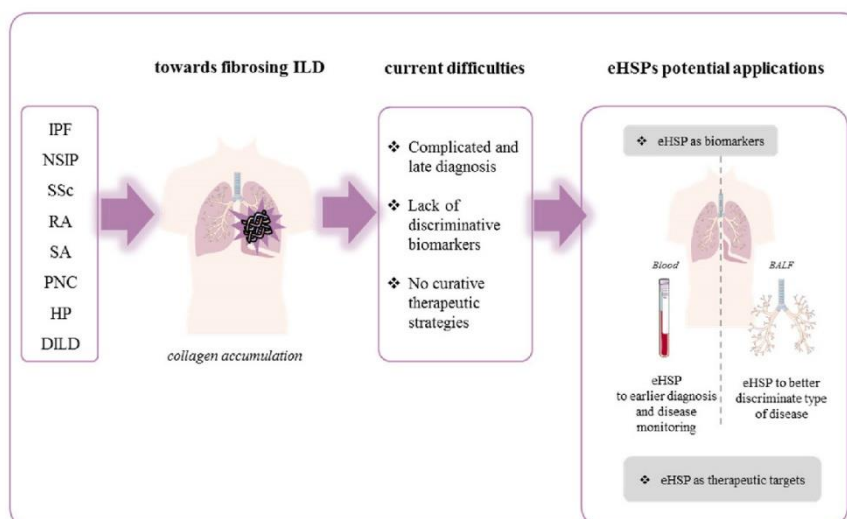 towards fibrosing ILD
current difficulties
eHSPs potential applications
IPF
NSIP
SSc
RA
SA
PNC
HP
DILD
collagen accumulation
❖ Complicated and
late diagnosis
❖ Lack of
discriminative
biomarkers
❖ No curative
therapeutic
strategies
❖ eHSP as biomarkers
Blood
BALF
eHSP
to earlier diagnosis
and disease
monitoring
eHSP to better
discriminate type
of disease
❖ eHSP as therapeutic targets